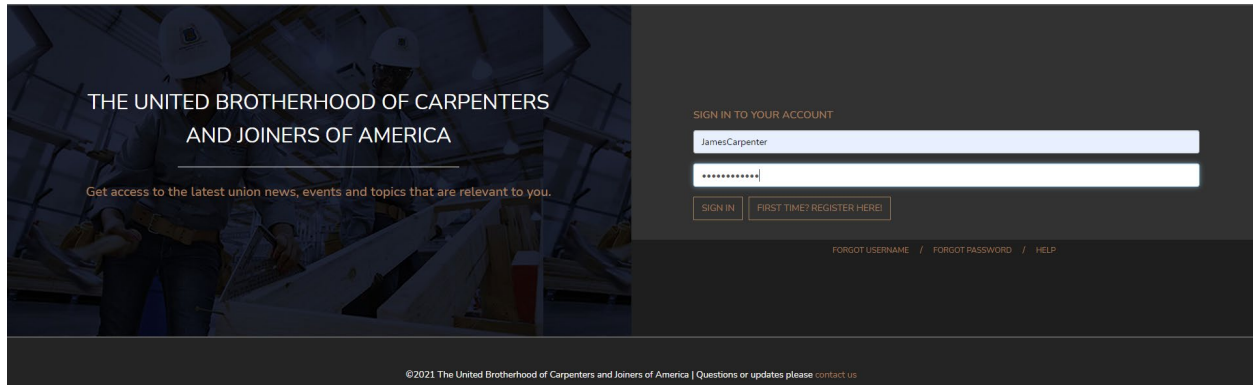 THE UNITED BROTHERHOOD OF CARPENTERS
AND JOINERS OF AMERICA
Get access to the latest union news, events and topics that are relevant to you.
SIGN IN TO YOUR ACCOUNT
JamesCarpenter
••••••••••••
SIGN IN
FIRST TIME? REGISTER HERE!
FORGOT USERNAME / FORGOT PASSWORD / HELP
©2021 The United Brotherhood of Carpenters and Joiners of America | Questions or updates please contact us